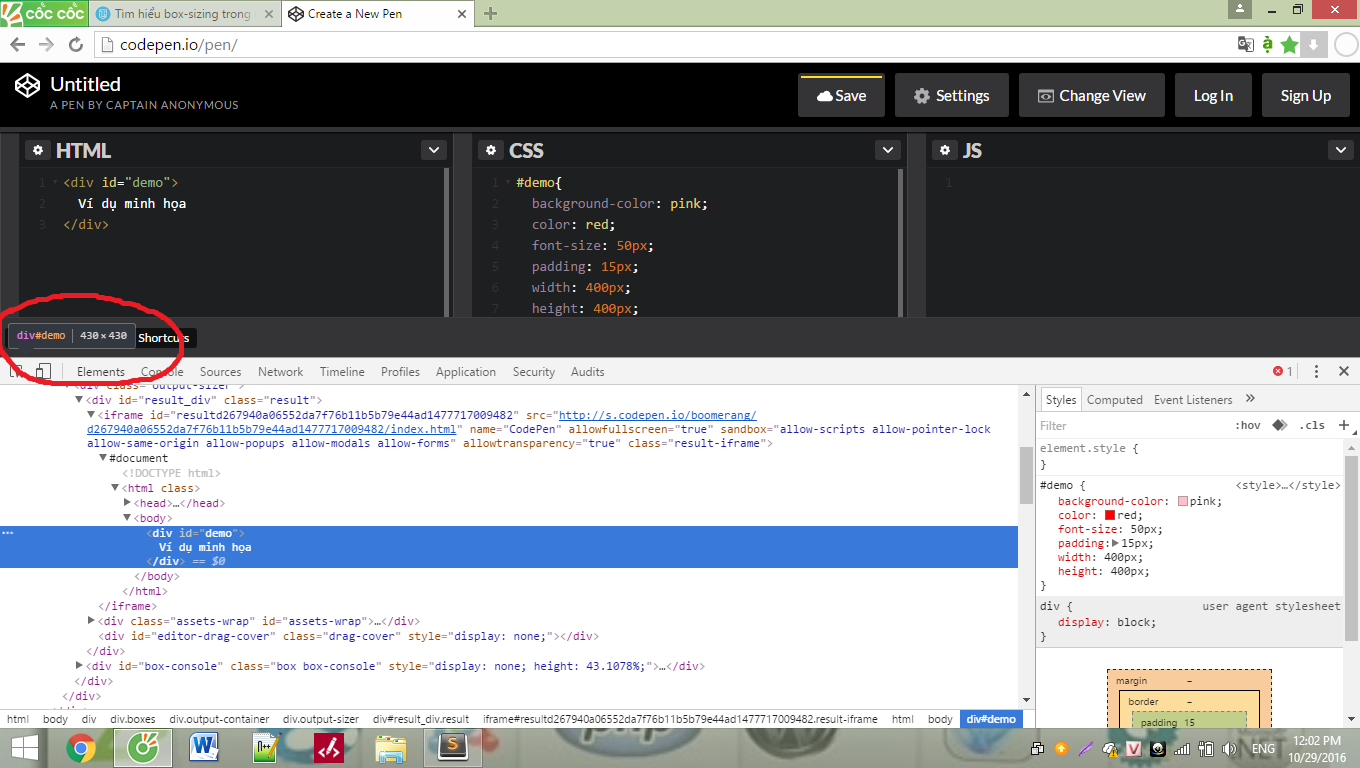 CỐC CỐC
Tìm hiểu box-sizing trong
Create a New Pen
codepen.io/pen/
Untitled
A PEN BY CAPTAIN ANONYMOUS
Save
Settings
Change View
Log In
Sign Up
HTML
1 <div id="demo">
2 Ví dụ minh họa
3 </div>
CSS
1 #demo{
2 background-color: pink;
3 color: red;
4 font-size: 50px;
5 padding: 15px;
6 width: 400px;
7 height: 400px;
JS
1
div#demo | 430 × 430
Shortcuts
Elements Console Sources Network Timeline Profiles Application Security Audits
1
<div class="output-sizer">
<div id="result_div" class="result">
<iframe id="resultd267940a06552da7f76b11b5b79e44ad1477717009482" src="http://s.codepen.io/boomerang/
d267940a06552da7f76b11b5b79e44ad1477717009482/index.html" name="CodePen" allowfullscreen="true" sandbox="allow-scripts allow-pointer-lock
allow-same-origin allow-popups allow-modals allow-forms" allowtransparency="true" class="result-iframe">
#document
<!DOCTYPE html>
<html class>
<head>…</head>
<body>
<div id="demo">
Ví dụ minh họa
</div> == $0
</body>
</html>
</iframe>
<div class="assets-wrap" id="assets-wrap">…</div>
<div id="editor-drag-cover" class="drag-cover" style="display: none;"></div>
</div>
<div id="box-console" class="box box-console" style="display: none; height: 43.1078%;">…</div>
</div>
</div>
Styles Computed Event Listeners »
Filter :hov .cls +
element.style {
}
#demo { <style>…</style>
background-color: pink;
color: red;
font-size: 50px;
padding: 15px;
width: 400px;
height: 400px;
}
div { user agent stylesheet
display: block;
}
margin -
border -
padding 15
html body div div.boxes div.output-container div.output-sizer div#result_div.result iframe#resultd267940a06552da7f76b11b5b79e44ad1477717009482.result-iframe html body div#demo
ENG
12:02 PM
10/29/2016